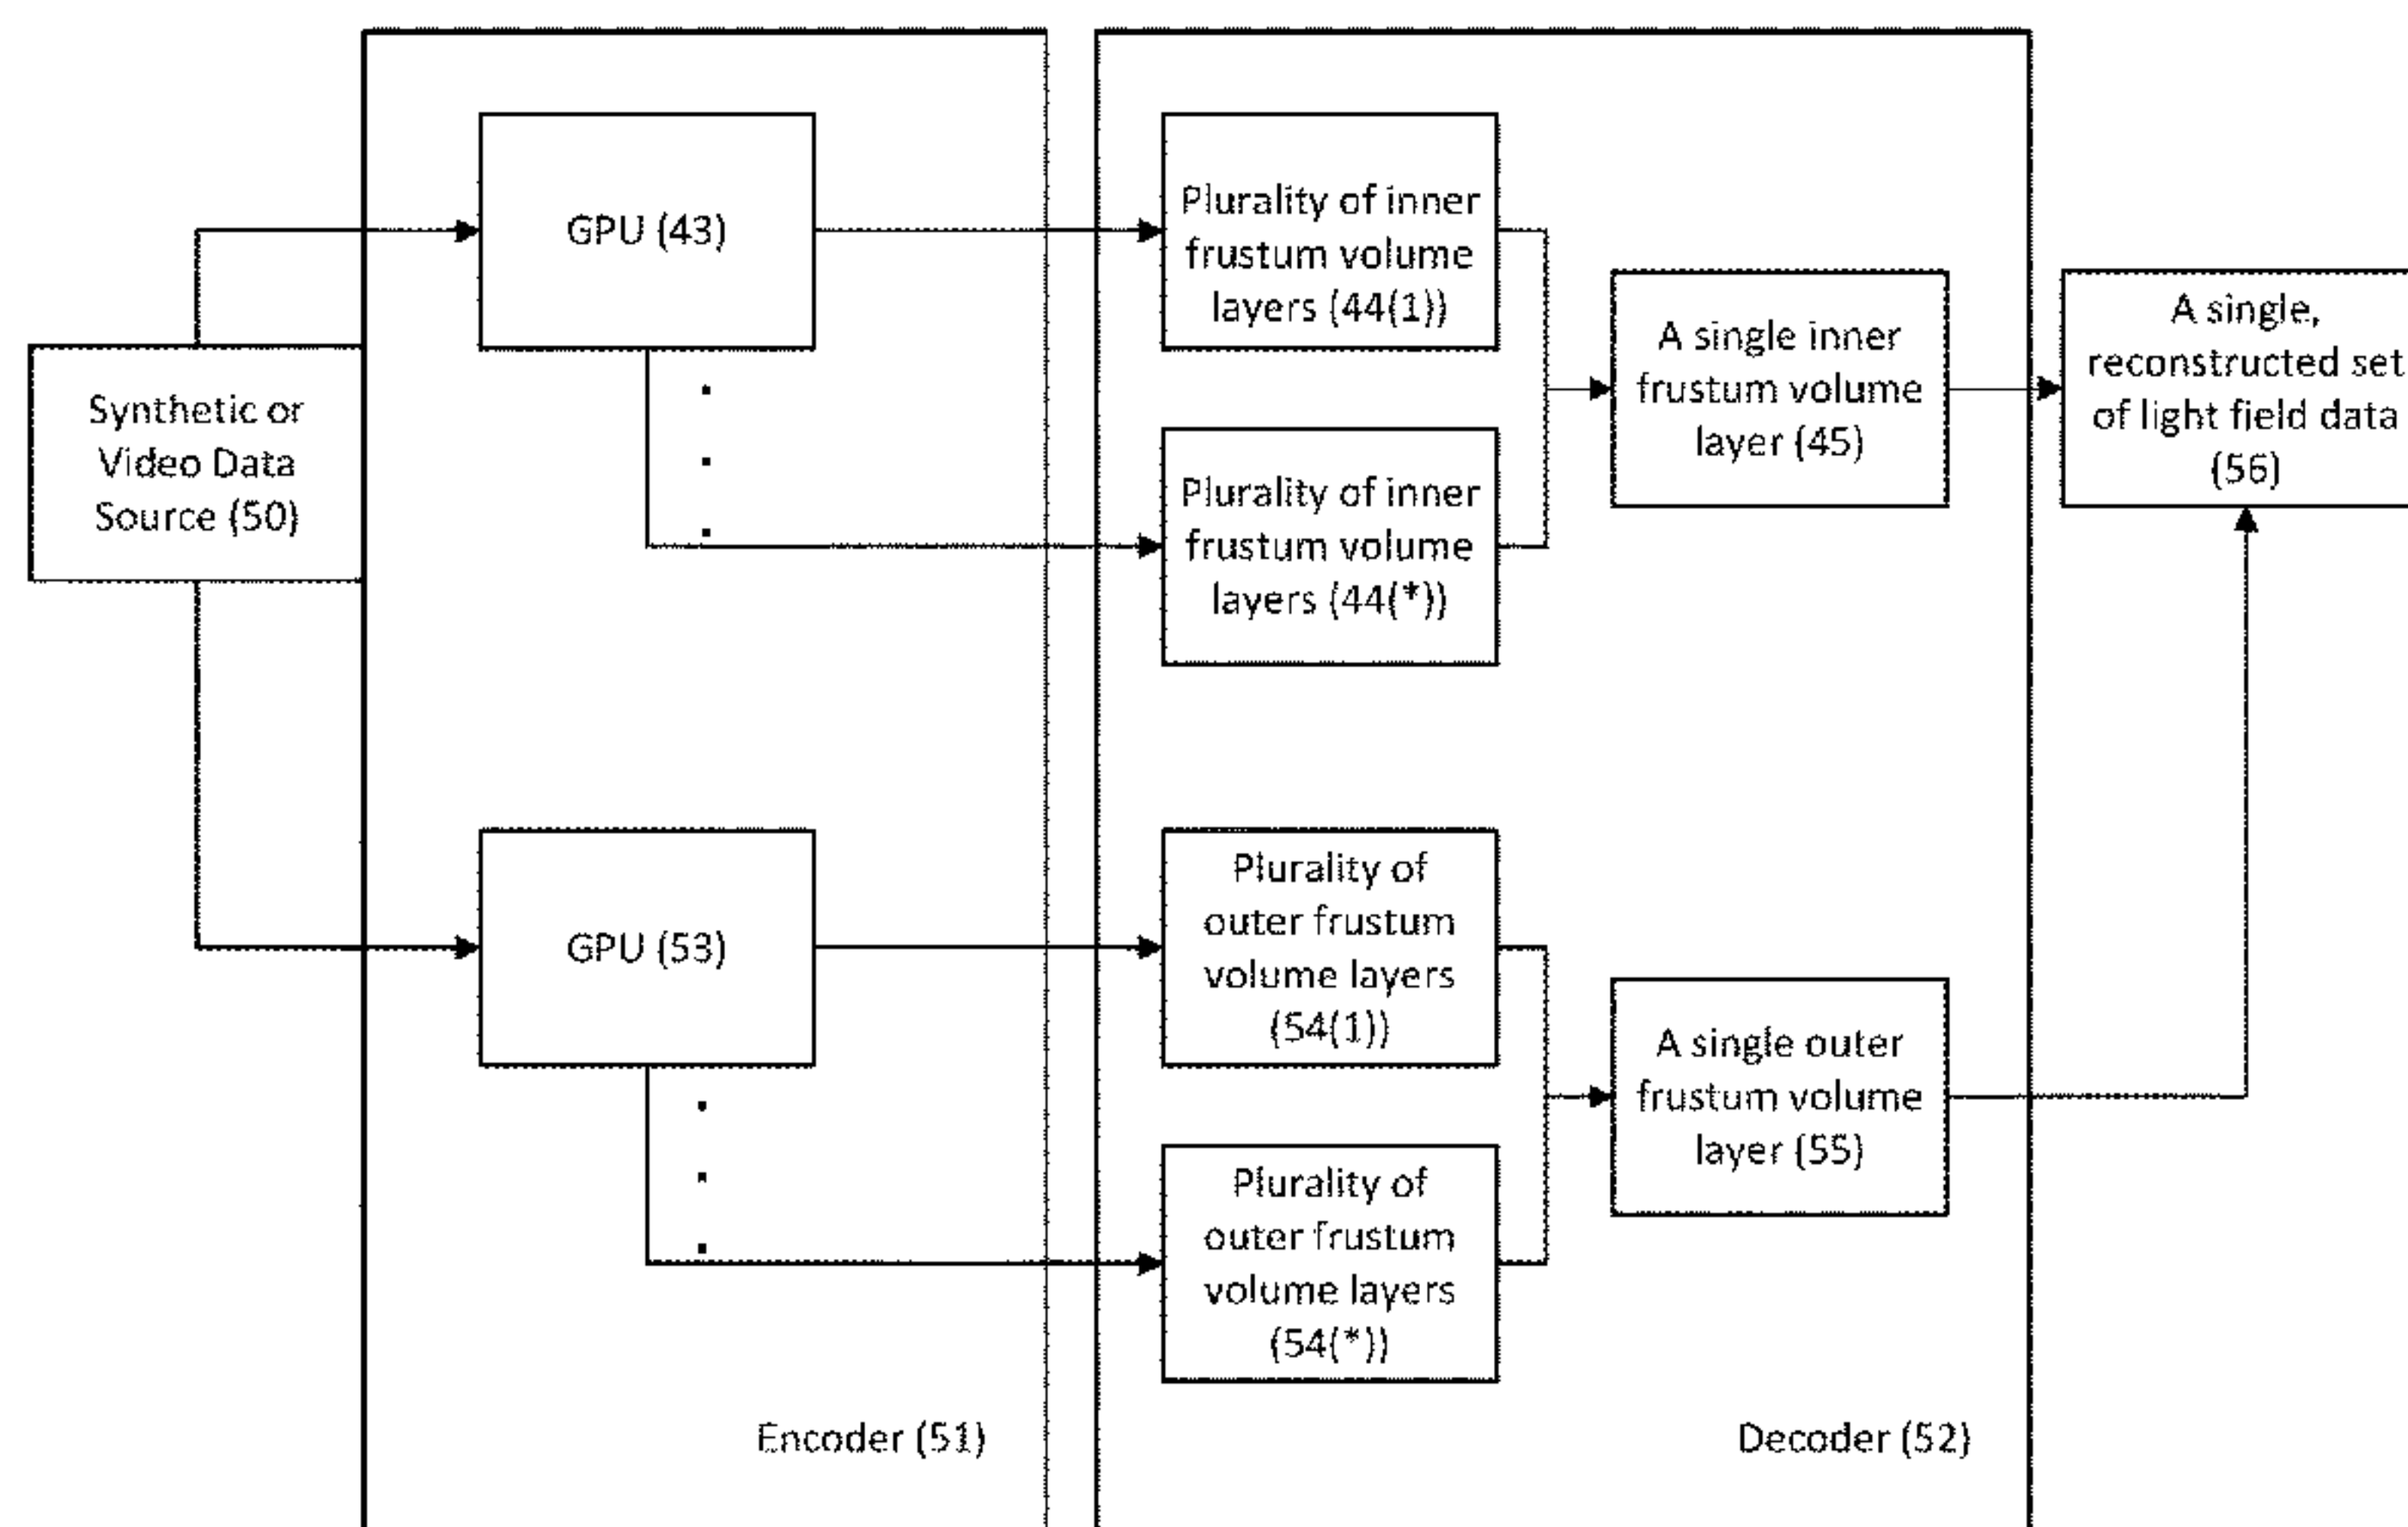 Synthetic or
Video Data
Source (50)
GPU (43)
Plurality of inner
frustum volume
layers (44(1))
Plurality of inner
frustum volume
layers (44(*))
A single inner
frustum volume
layer (45)
A single,
reconstructed set
of light field data
(56)
GPU (53)
Plurality of
outer frustum
volume layers
(54(1))
Plurality of
outer frustum
volume layers
(54(*))
A single outer
frustum volume
layer (55)
Encoder (51)
Decoder (52)